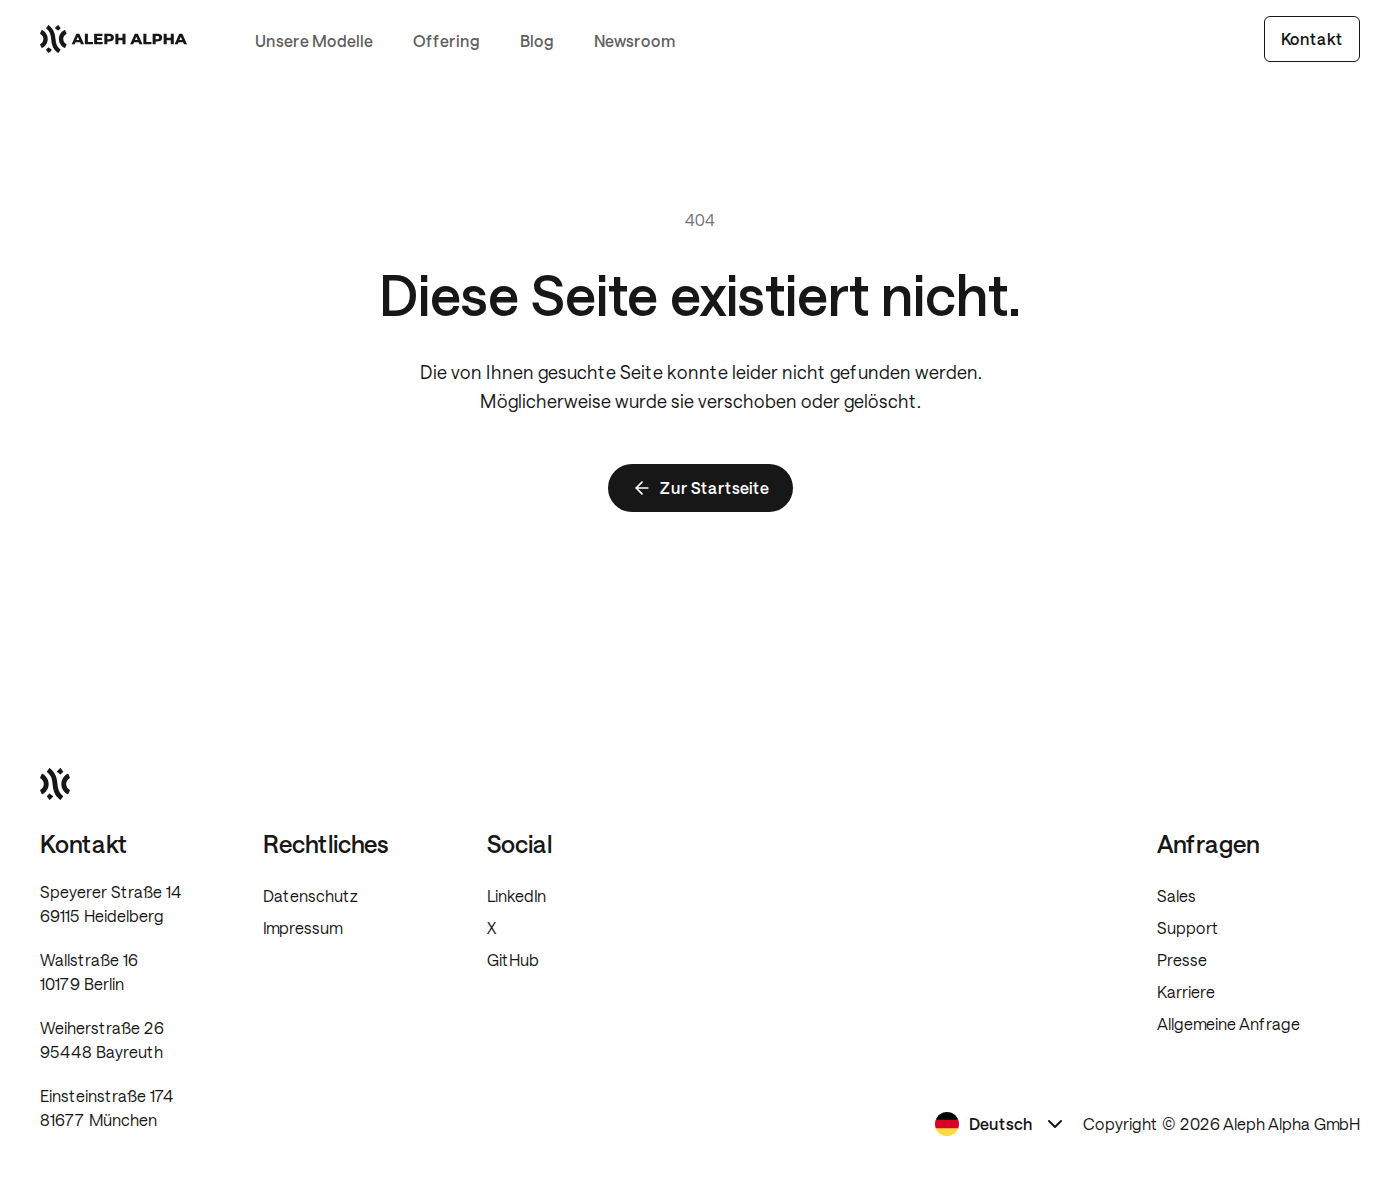 ALEPH ALPHA
Unsere Modelle
Offering
Blog
Newsroom
Kontakt
404
Diese Seite existiert nicht.
Die von Ihnen gesuchte Seite konnte leider nicht gefunden werden.
Möglicherweise wurde sie verschoben oder gelöscht.
Zur Startseite
Kontakt
Speyerer Straße 14
69115 Heidelberg
Wallstraße 16
10179 Berlin
Weiherstraße 26
95448 Bayreuth
Einsteinstraße 174
81677 München
Rechtliches
Datenschutz
Impressum
Social
LinkedIn
X
GitHub
Anfragen
Sales
Support
Presse
Karriere
Allgemeine Anfrage
Deutsch
Copyright © 2026 Aleph Alpha GmbH